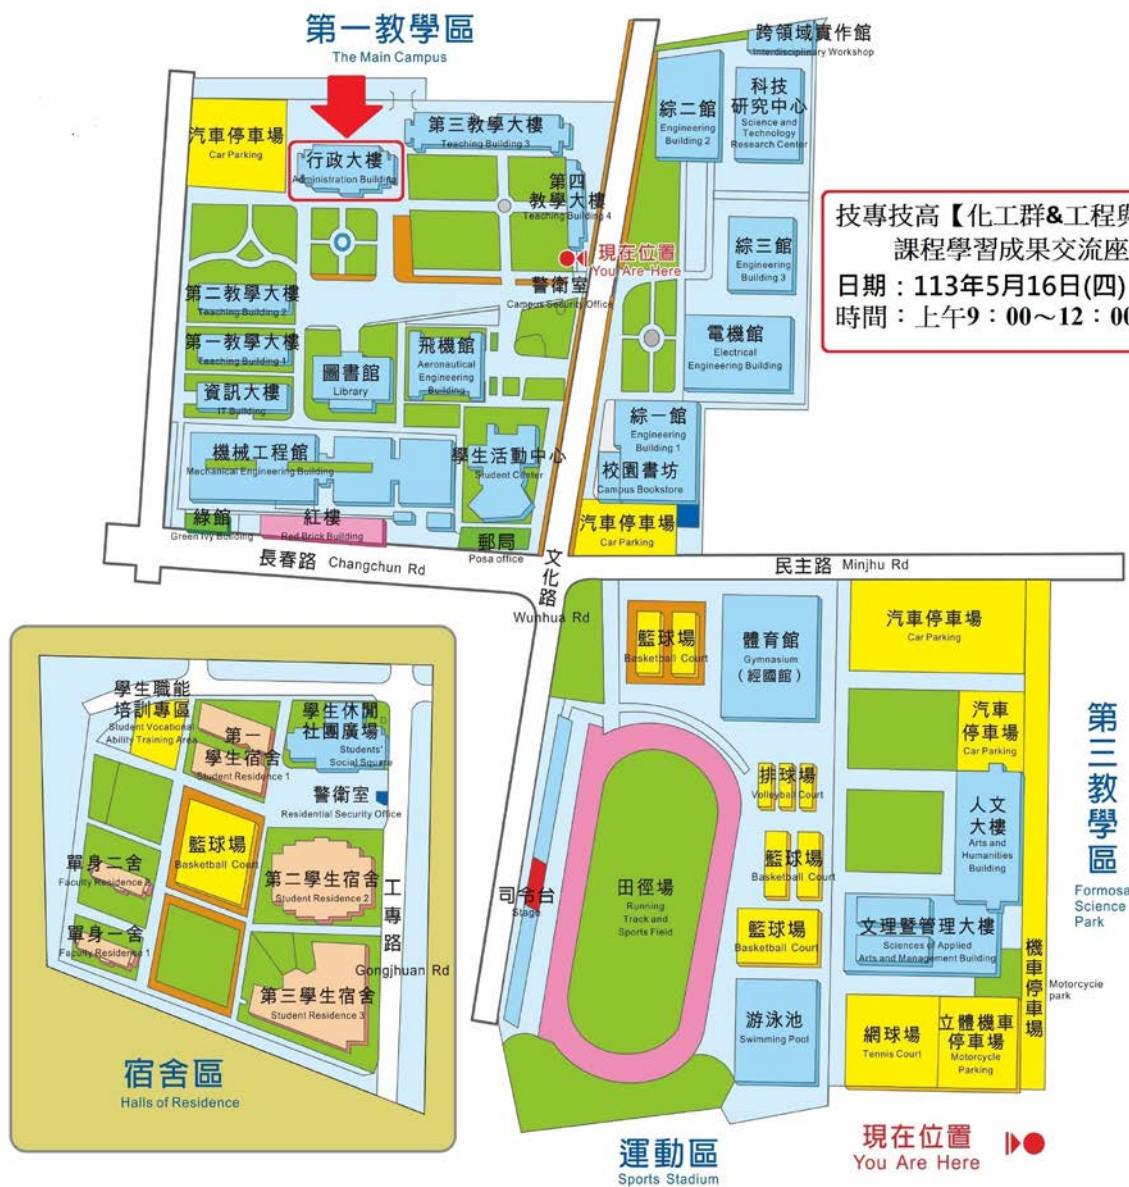 第一教學區
The Main Campus
跨領域實作館
Interdisciplinary Workshop
汽車停車場
Car Parking
行政大樓
Administration Building
第三教學大樓
Teaching Building 3
第四
教學大樓
Teaching Building 4
綜二館
Engineering
Building 2
科技
研究中心
Science and
Technology
Research Center
現在位置
You Are Here
警衛室
Campus Security Office
綜三館
Engineering
Building 3
技專技高【化工群&工程與
課程學習成果交流座
日期：113年5月16日(四)
時間：上午9：00～12：00
第二教學大樓
Teaching Building 2
第一教學大樓
Teaching Building 1
資訊大樓
IT Building
圖書館
Library
飛機館
Aeronautical
Engineering
Building
電機館
Electrical
Engineering Building
機械工程館
Mechanical Engineering Building
學生活動中心
Student Center
綜一館
Engineering
Building 1
校園書坊
Campus Bookstore
綠館
Green Ivy Building
紅樓
Red Brick Building
郵局
Posa office
汽車停車場
Car Parking
長春路 Changchun Rd
文化路
Wunhua Rd
民主路 Minjhu Rd
學生職能
培訓專區
Student Vocational
Ability Training Area
第一
學生宿舍
Student Residence 1
學生休閒
社團廣場
Students'
Social Square
警衛室
Residential Security Office
籃球場
Basketball Court
單身二舍
Faculty Residence 2
第二學生宿舍
Student Residence 2
單身一舍
Faculty Residence 1
第三學生宿舍
Student Residence 3
工專路
Gongjhuan Rd
宿舍區
Halls of Residence
籃球場
Basketball Court
體育館
Gymnasium
（經國館）
汽車停車場
Car Parking
汽車
停車場
Car Parking
排球場
Volleyball Court
籃球場
Basketball Court
籃球場
Basketball Court
司令台
Stage
田徑場
Running
Track and
Sports Field
人文
大樓
Arts and
Humanities
Building
文理暨管理大樓
Sciences of Applied
Arts and Management Building
第三教學區
Formosa
Science
Park
機車停車場
Motorcycle
park
游泳池
Swimming Pool
網球場
Tennis Court
立體機車
停車場
Motorcycle
Parking
運動區
Sports Stadium
現在位置
You Are Here